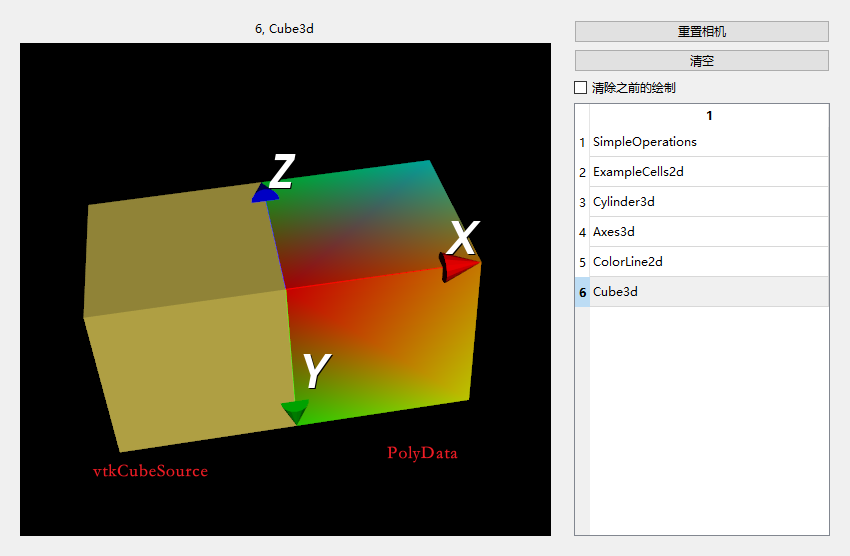 6, Cube3d
Z
X
Y
PolyData
vtkCubeSource
重置相机
清空
清除之前的绘制
1
1 SimpleOperations
2 ExampleCells2d
3 Cylinder3d
4 Axes3d
5 ColorLine2d
6 Cube3d